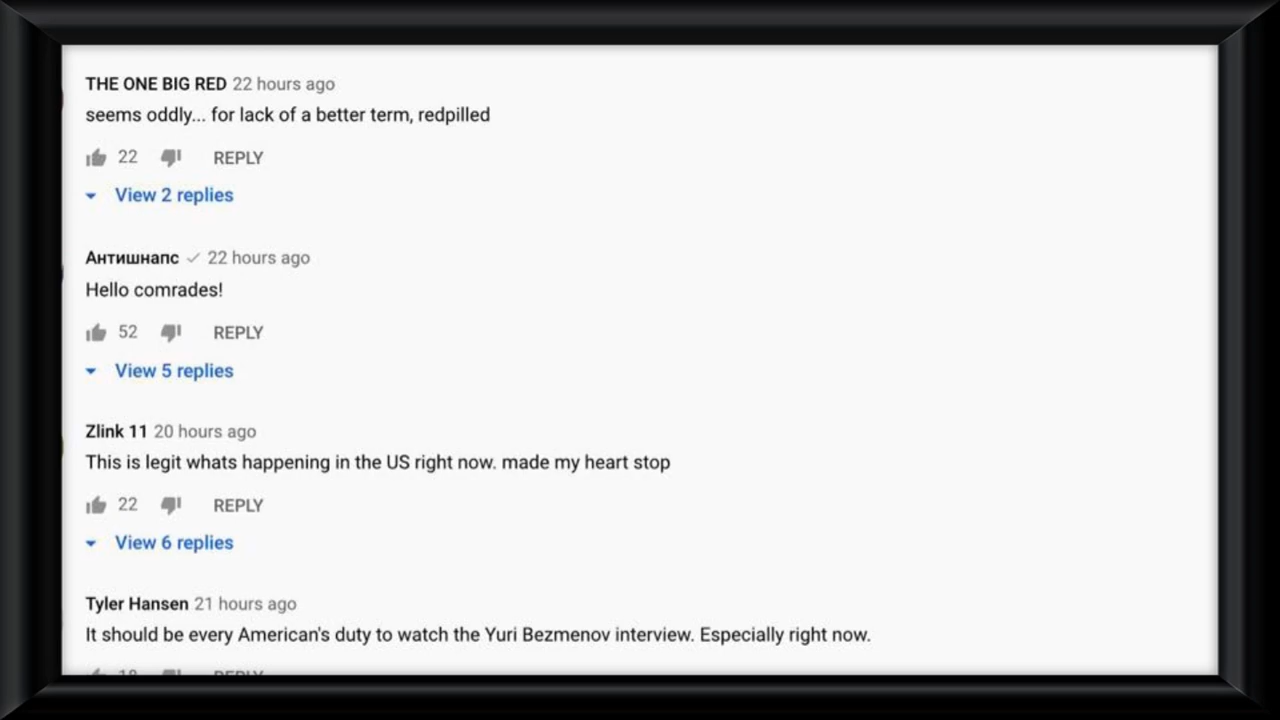 THE ONE BIG RED 22 hours ago
seems oddly... for lack of a better term, redpilled
22 REPLY
View 2 replies
Антишнапс 22 hours ago
Hello comrades!
52 REPLY
View 5 replies
Zlink 11 20 hours ago
This is legit whats happening in the US right now. made my heart stop
22 REPLY
View 6 replies
Tyler Hansen 21 hours ago
It should be every American's duty to watch the Yuri Bezmenov interview. Especially right now.
REPLY